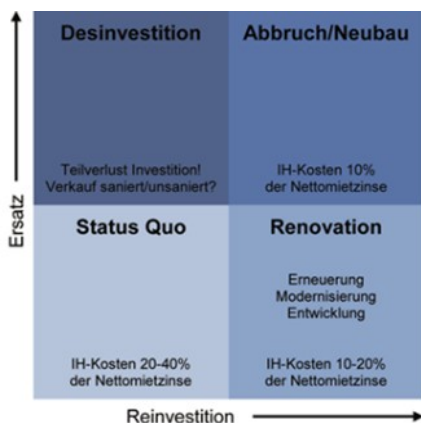 Desinvestition
Abbruch/Neubau
Teilverlust Investition!
Verkauf saniert/unsaniert?
IH-Kosten 10%
der Nettomietzinse
Ersatz
Status Quo
Renovation
Erneuerung
Modernisierung
Entwicklung
IH-Kosten 20-40%
der Nettomietzinse
IH-Kosten 10-20%
der Nettomietzinse
Reinvestition